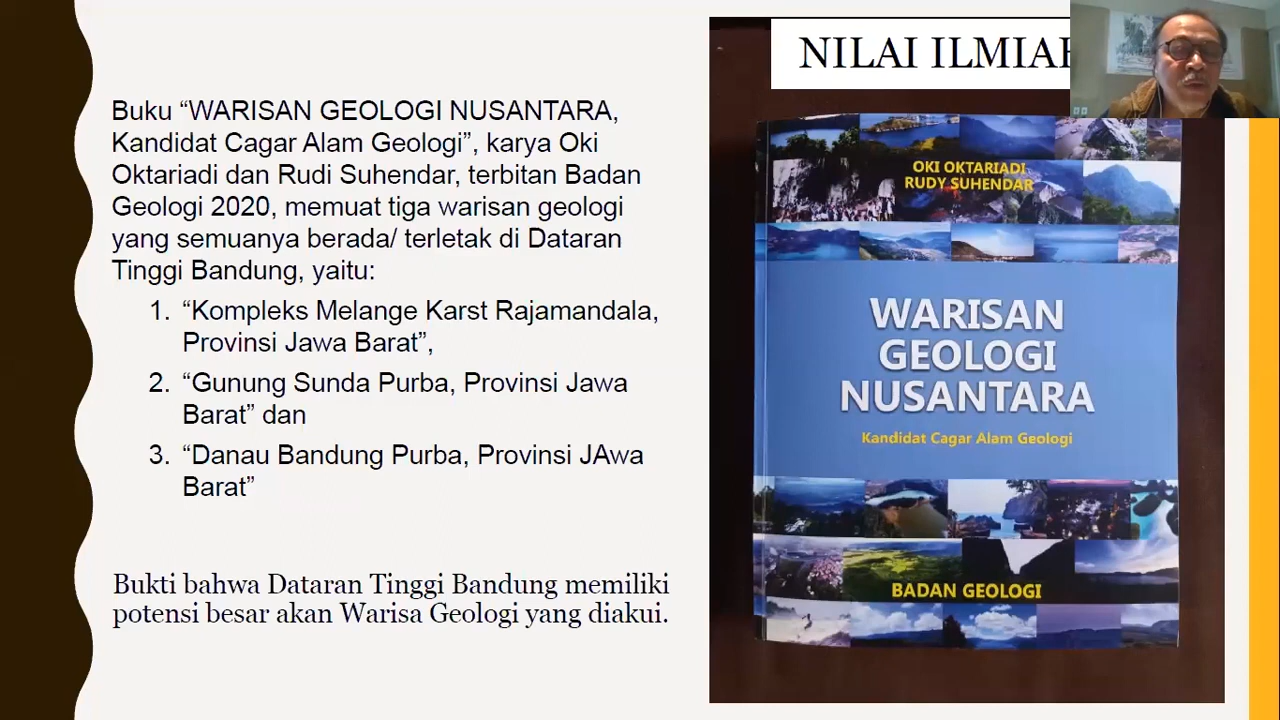 NILAI ILMIAH
Buku “WARISAN GEOLOGI NUSANTARA,
Kandidat Cagar Alam Geologi”, karya Oki
Oktariadi dan Rudi Suhendar, terbitan Badan
Geologi 2020, memuat tiga warisan geologi
yang semuanya berada/ terletak di Dataran
Tinggi Bandung, yaitu:
1. “Kompleks Melange Karst Rajamandala,
Provinsi Jawa Barat”,
2. “Gunung Sunda Purba, Provinsi Jawa
Barat” dan
3. “Danau Bandung Purba, Provinsi JAwa
Barat”
Bukti bahwa Dataran Tinggi Bandung memiliki
potensi besar akan Warisa Geologi yang diakui.
OKI OKTARIADI
RUDY SUHENDAR
WARISAN
GEOLOGI
NUSANTARA
Kandidat Cagar Alam Geologi
BADAN GEOLOGI